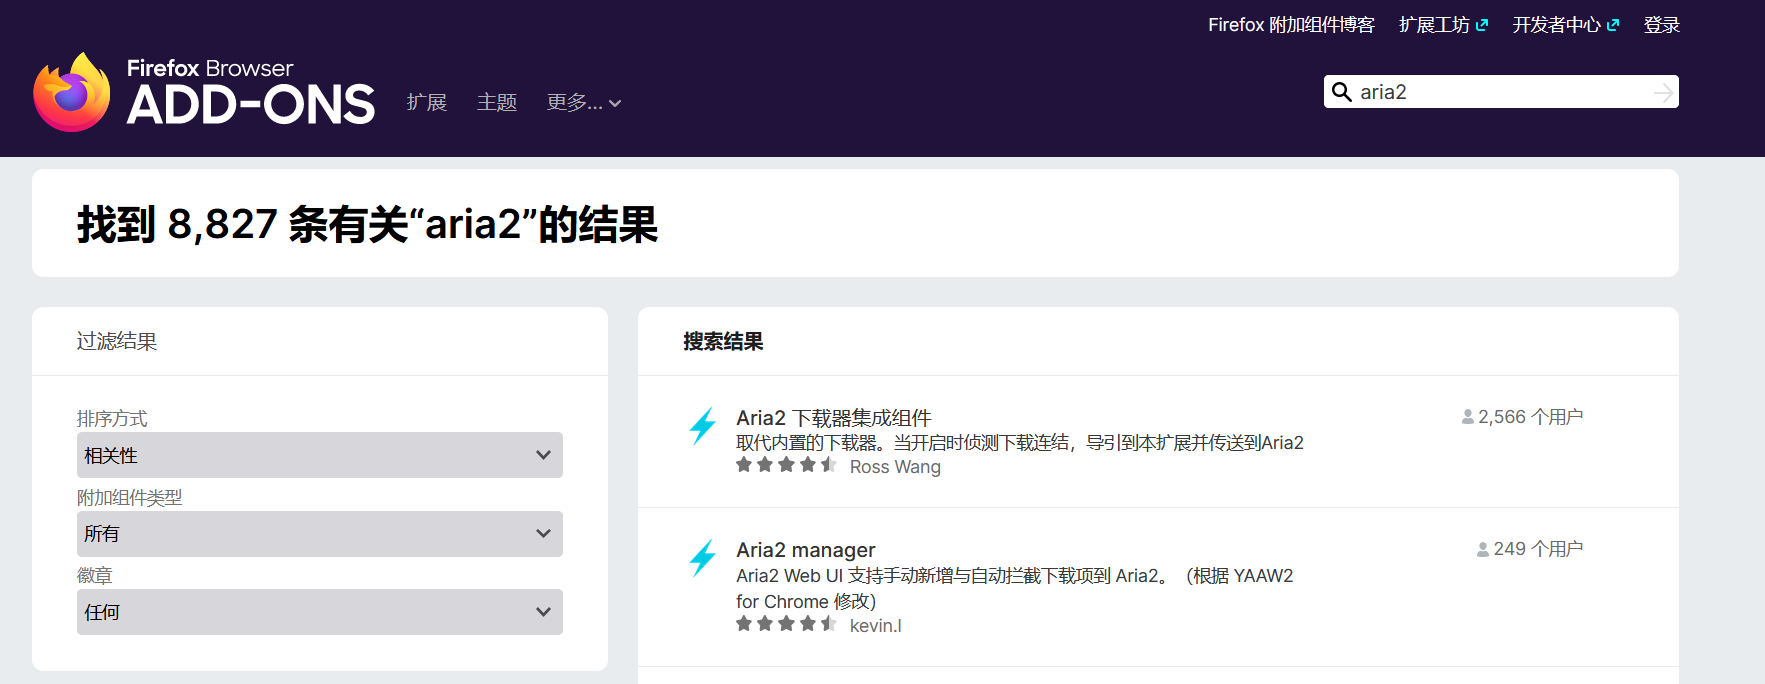 Firefox 附加组件博客 扩展工坊 开发者中心 登录
Firefox Browser
ADD-ONS
扩展 主题 更多...
aria2
找到 8,827 条有关“aria2”的结果
过滤结果
排序方式
相关性
附加组件类型
所有
徽章
任何
搜索结果
Aria2 下载器集成组件
2,566 个用户
取代内置的下载器。当开启时侦测下载连结，导引到本扩展并传送到Aria2
Ross Wang
Aria2 manager
249 个用户
Aria2 Web UI 支持手动新增与自动拦截下载项到 Aria2。（根据 YAAW2
for Chrome 修改）
kevin.l